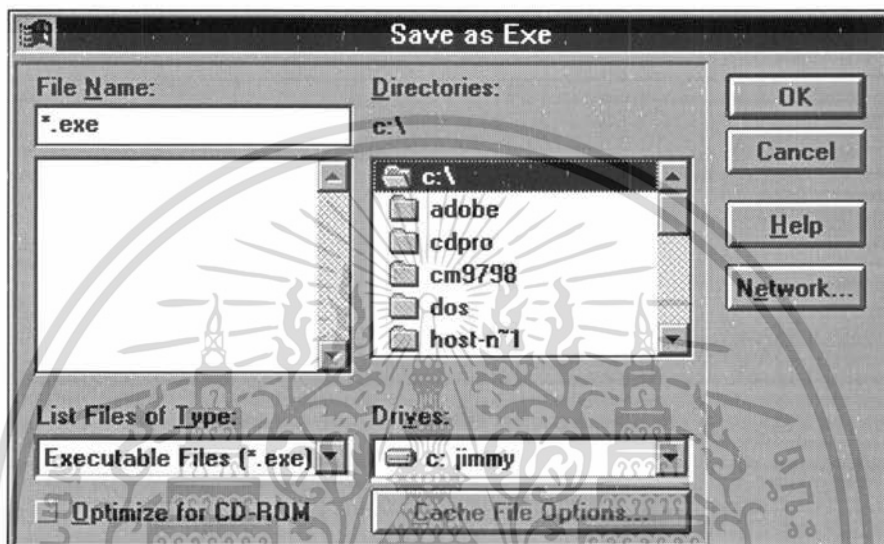 Save as Exe
File Name:
*.exe
Directories:
c:\
c:\
adobe
cdpro
cm9798
dos
host-n~1
OK
Cancel
Help
Network...
List Files of Type:
Executable Files (*.exe)
Drives:
c: jimmy
Optimize for CD-ROM
Cache File Options...